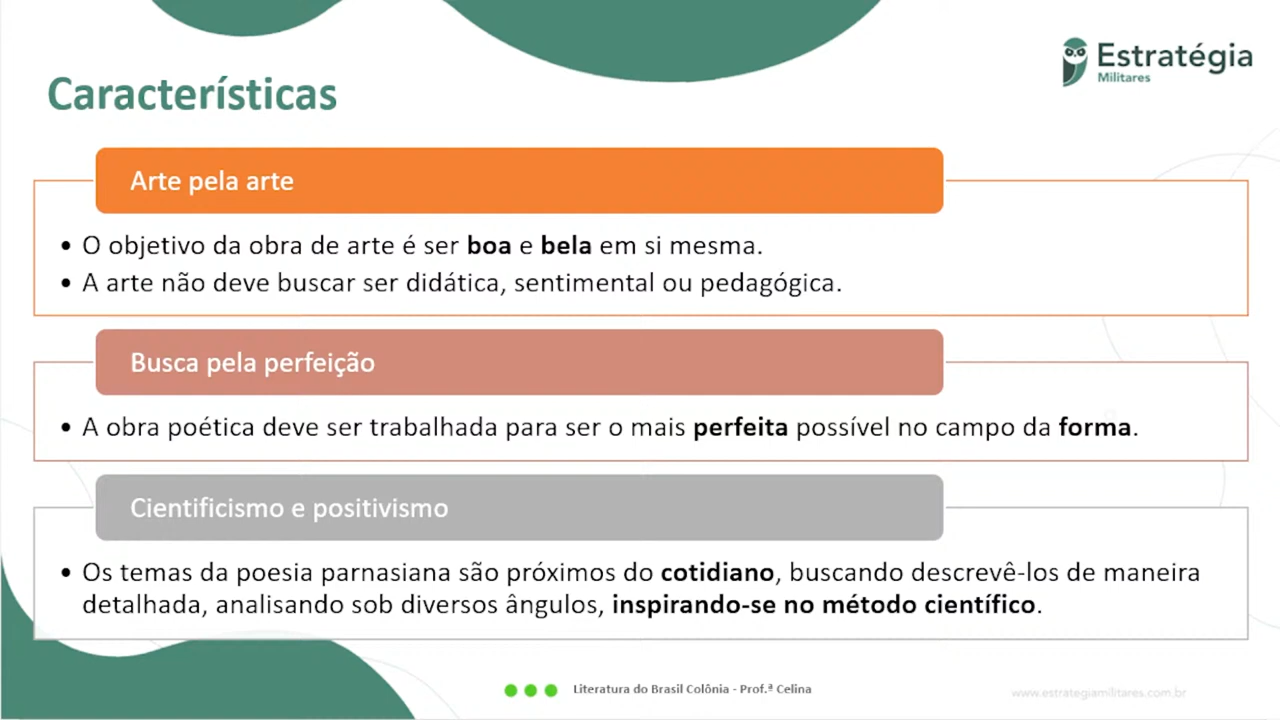 Estratégia
Militares
Características
Arte pela arte
• O objetivo da obra de arte é ser boa e bela em si mesma.
• A arte não deve buscar ser didática, sentimental ou pedagógica.
Busca pela perfeição
• A obra poética deve ser trabalhada para ser o mais perfeita possível no campo da forma.
Cientificismo e positivismo
• Os temas da poesia parnasiana são próximos do cotidiano, buscando descrevê-los de maneira
detalhada, analisando sob diversos ângulos, inspirando-se no método científico.
Literatura do Brasil Colônia - Prof.ª Celina
www.estrategiamilitares.com.br